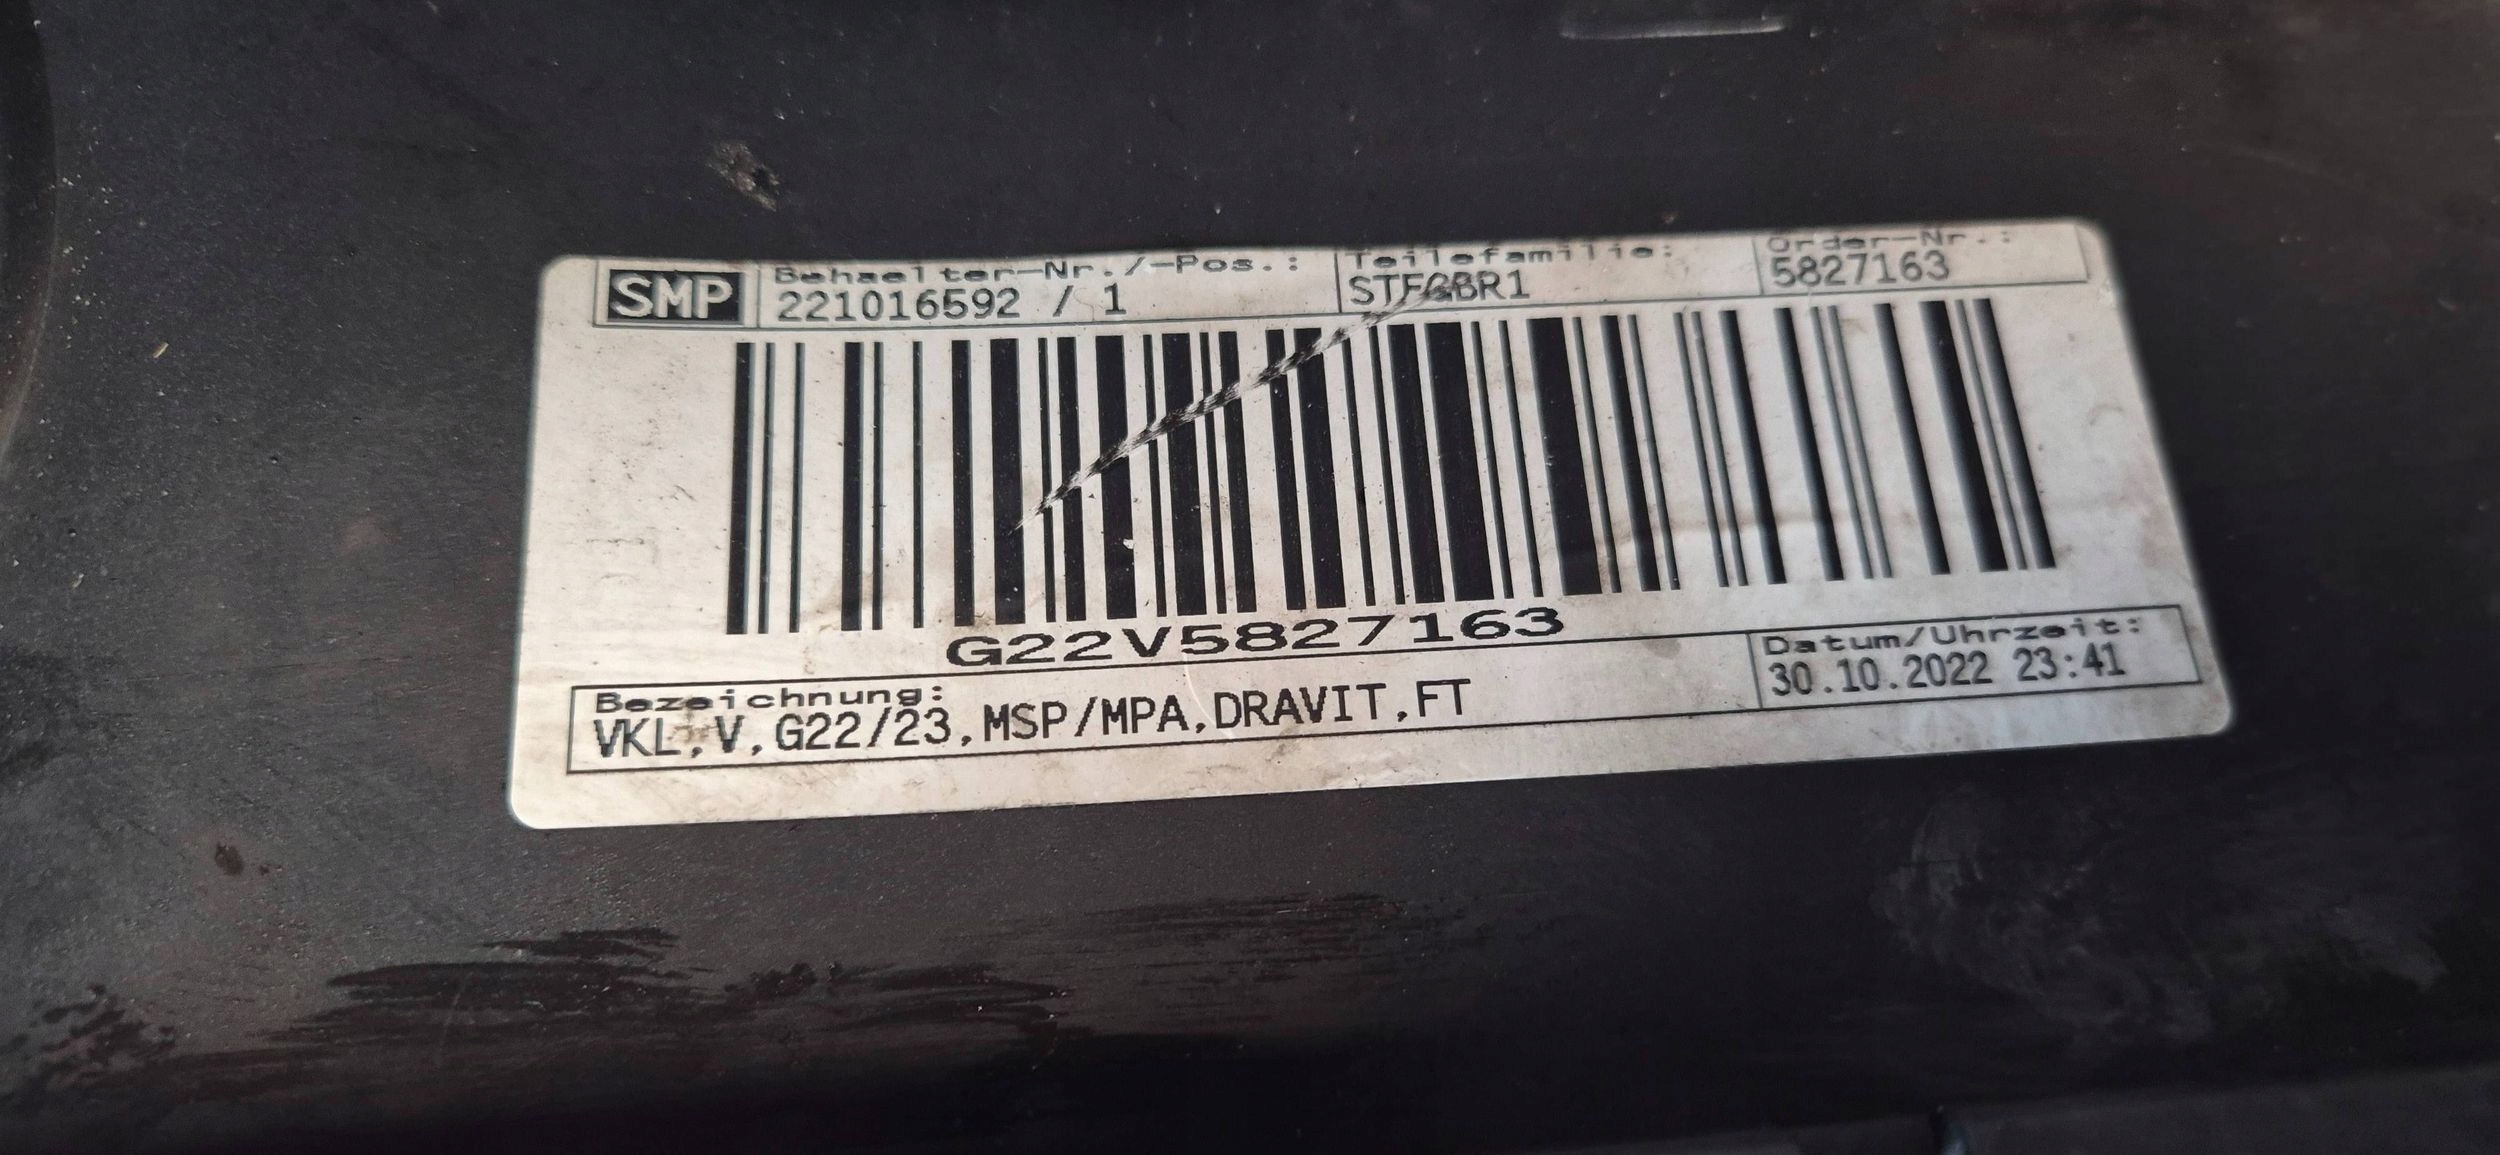 SMP
Behaelter-Nr./-Pos.:
221016592 / 1
Teilefamilie:
STFGBR1
Order-Nr.:
5827163
G22V5827163
Bezeichnung:
VKL,V,G22/23,MSP/MPA,DRAVIT,FT
Datum/Uhrzeit:
30.10.2022 23:41